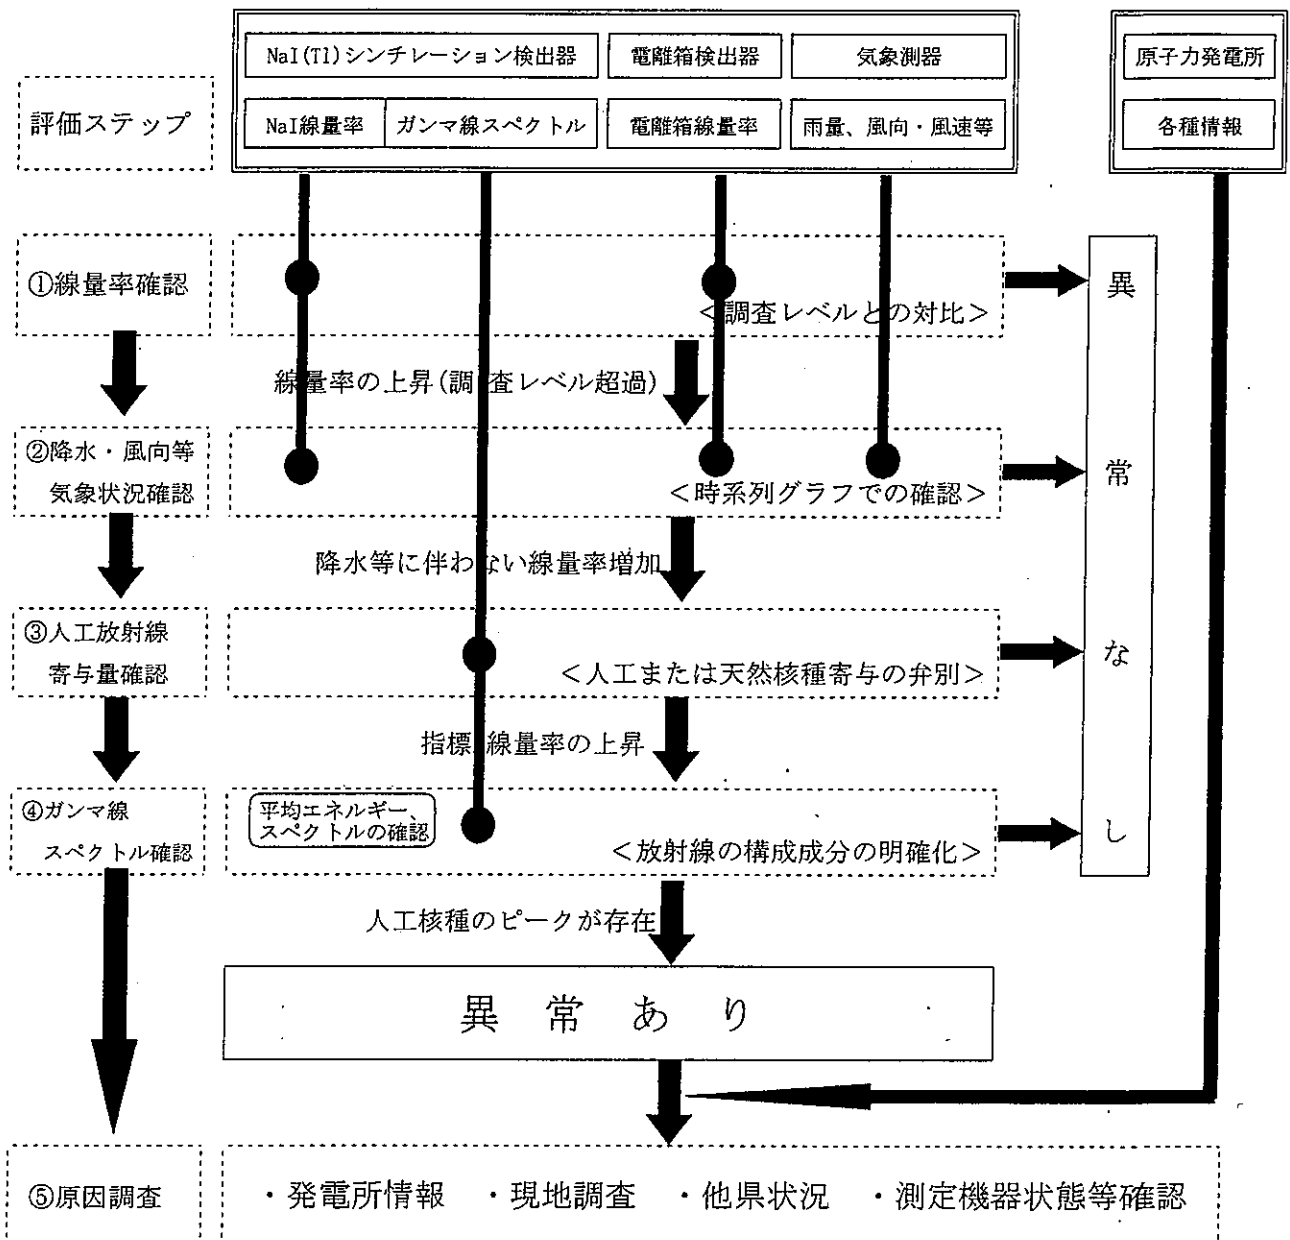 NaI(Tl)シンチレーション検出器
電離箱検出器
気象測器
原子力発電所
評価ステップ
NaI線量率
ガンマ線スペクトル
電離箱線量率
雨量、風向・風速等
各種情報
①線量率確認
＜調査レベルとの対比＞
線量率の上昇(調査レベル超過)
②降水・風向等
気象状況確認
＜時系列グラフでの確認＞
降水等に伴わない線量率増加
③人工放射線
寄与量確認
＜人工または天然核種寄与の弁別＞
指標線量率の上昇
④ガンマ線
スペクトル確認
平均エネルギー、
スペクトルの確認
＜放射線の構成成分の明確化＞
異常なし
人工核種のピークが存在
異常あり
⑤原因調査
・発電所情報 ・現地調査 ・他県状況 ・測定機器状態等確認